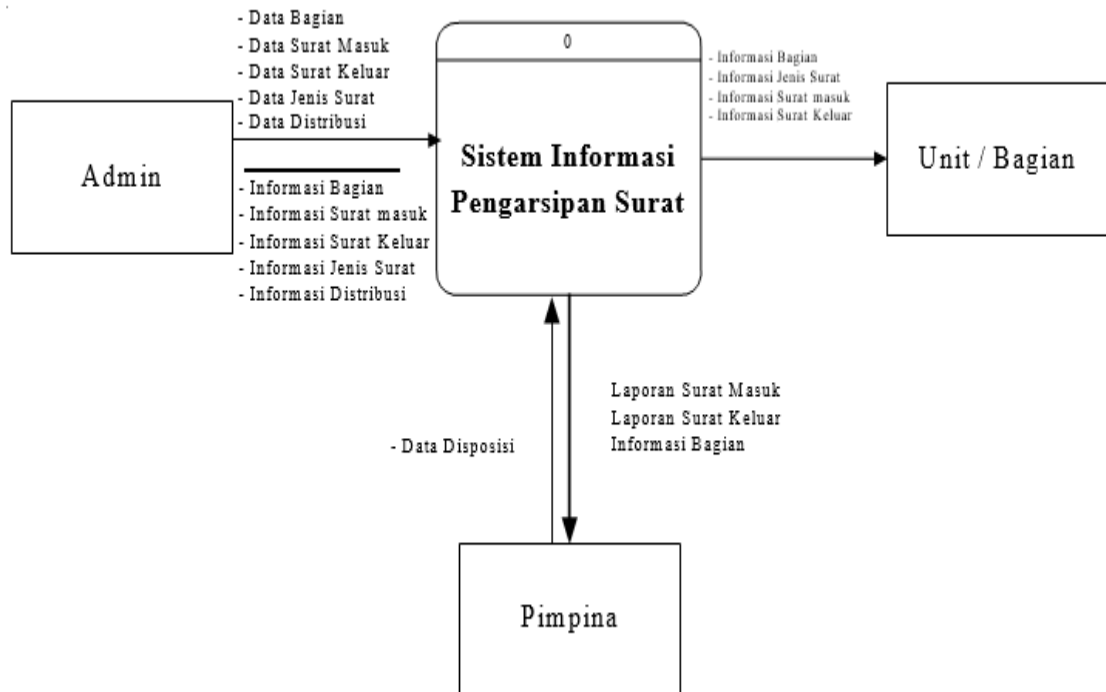 - Data Bagian
- Data Surat Masuk
- Data Surat Keluar
- Data Jenis Surat
- Data Distribusi
Admin
- Informasi Bagian
- Informasi Surat masuk
- Informasi Surat Keluar
- Informasi Jenis Surat
- Informasi Distribusi
0
Sistem Informasi
Pengarsipan Surat
- Informasi Bagian
- Informasi Jenis Surat
- Informasi Surat masuk
- Informasi Surat Keluar
Unit / Bagian
- Data Disposisi
Laporan Surat Masuk
Laporan Surat Keluar
Informasi Bagian
Pimpina